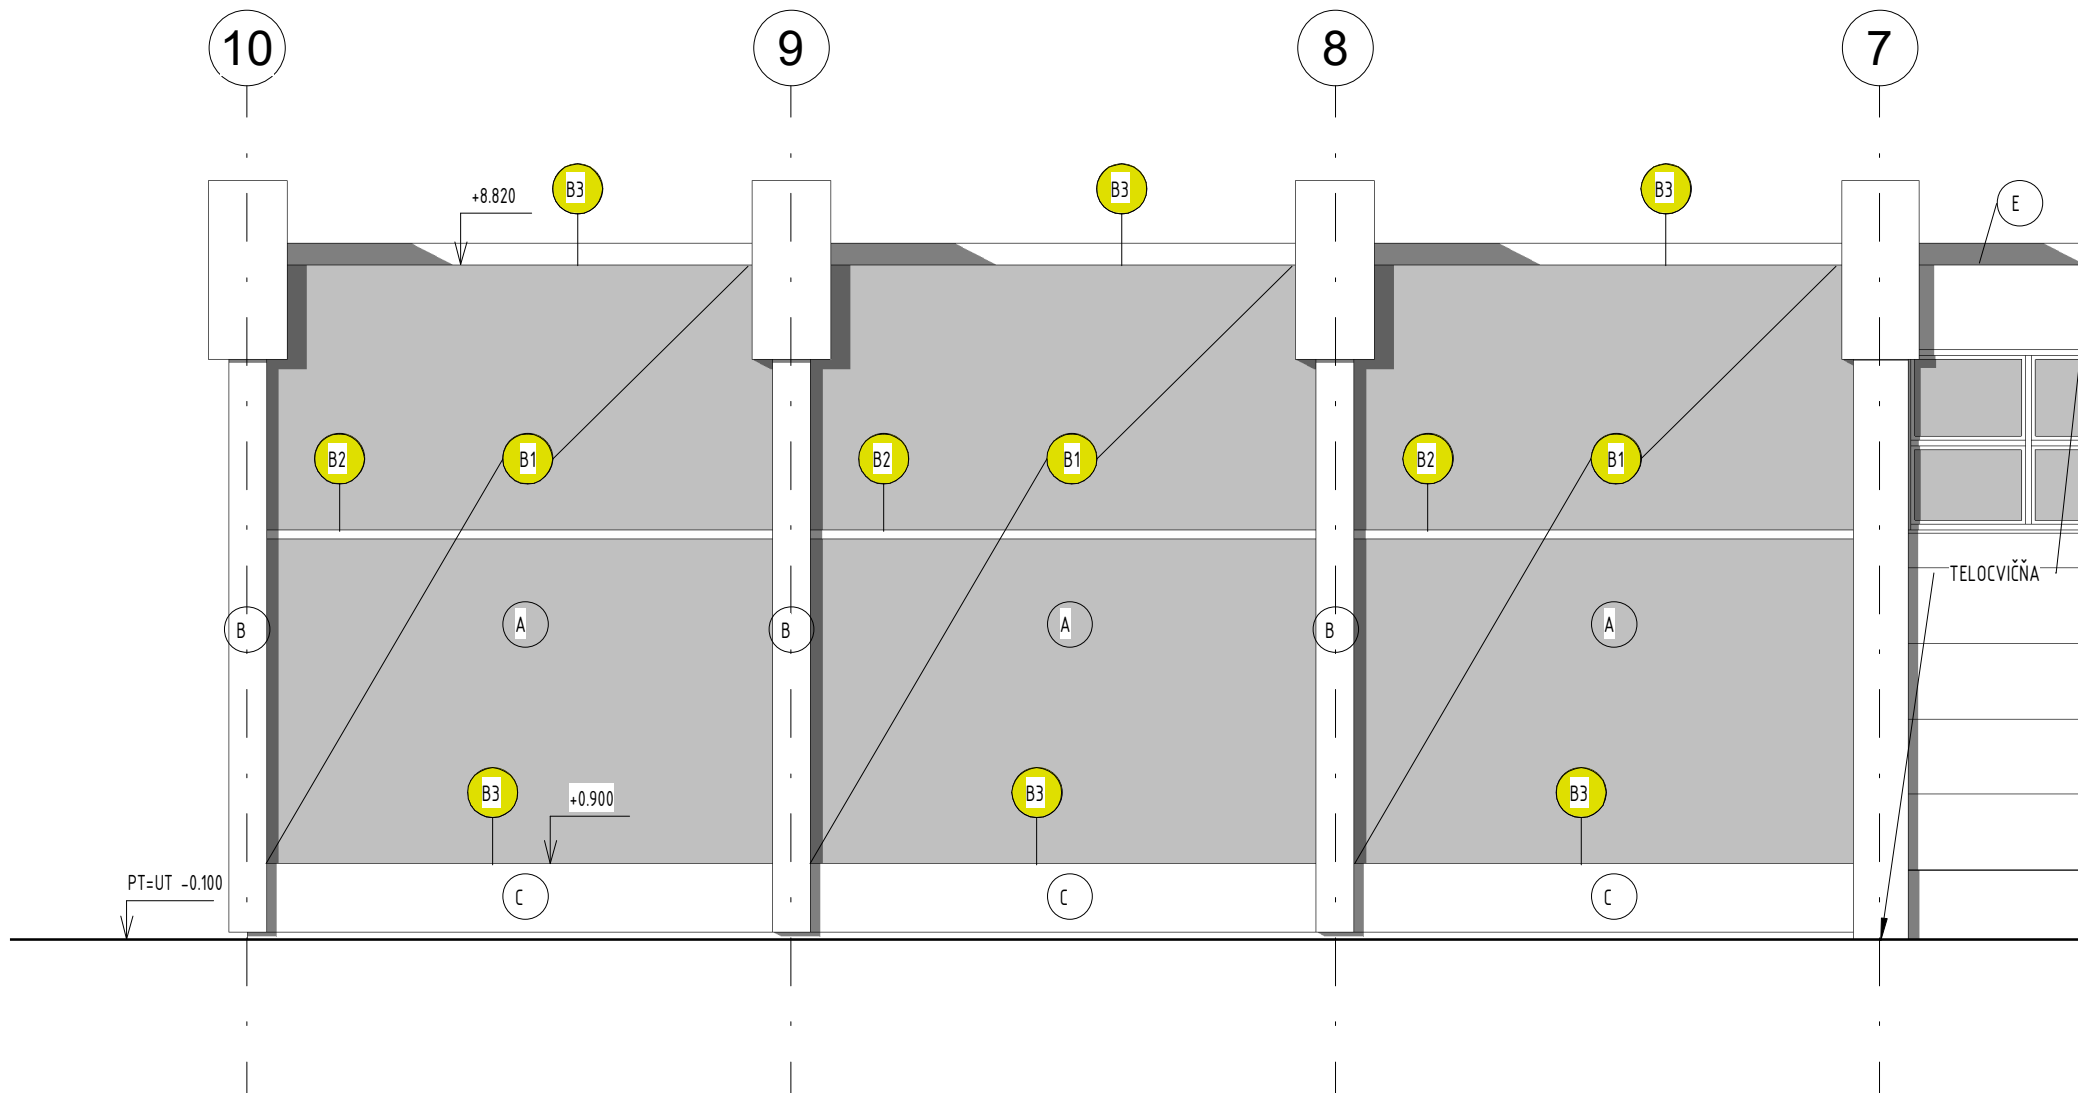 10 9 8 7
B3 B3 B3
+8.820 E
B2 B1 B2 B1 B2 B1
TELOCVIČŇA
B A B A B A
B3 +0.900 B3 B3
PT=UT -0.100
C C C